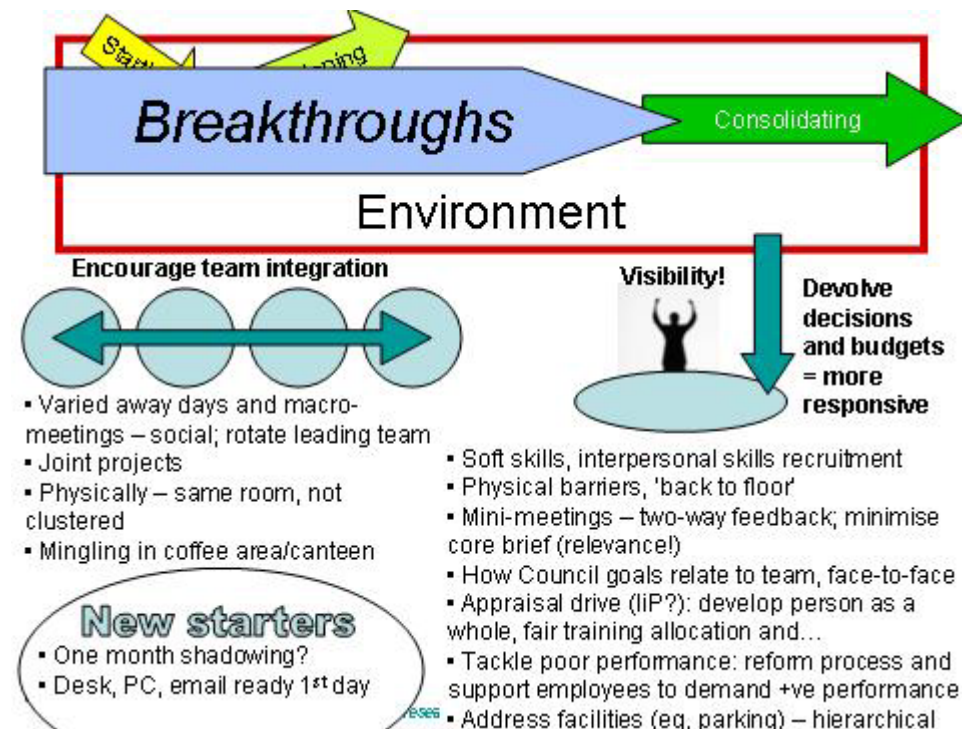 Breakthroughs
Consolidating
Environment
Encourage team integration
▪ Varied away days and macro-
meetings – social; rotate leading team
▪ Joint projects
▪ Physically – same room, not
clustered
▪ Mingling in coffee area/canteen
New starters
▪ One month shadowing?
▪ Desk, PC, email ready 1st day
Visibility!
Devolve
decisions
and budgets
= more
responsive
▪ Soft skills, interpersonal skills recruitment
▪ Physical barriers, 'back to floor'
▪ Mini-meetings – two-way feedback; minimise
core brief (relevance!)
▪ How Council goals relate to team, face-to-face
▪ Appraisal drive (IiP?): develop person as a
whole, fair training allocation and…
▪ Tackle poor performance: reform process and
support employees to demand +ve performance
▪ Address facilities (eg, parking) – hierarchical